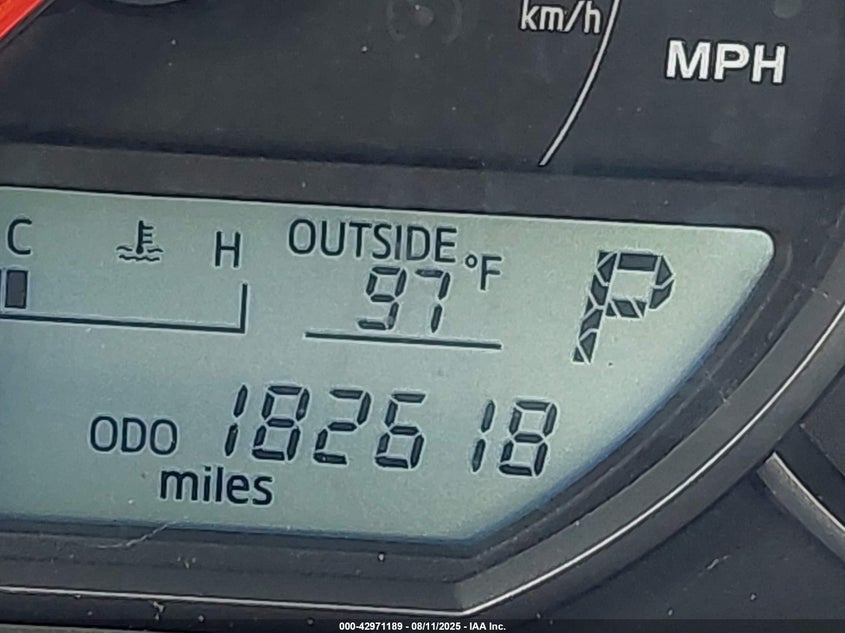 km/h
MPH
C H OUTSIDE
97 °F
P
ODO 182618
miles
000-42971189 - 08/11/2025 - IAA Inc.